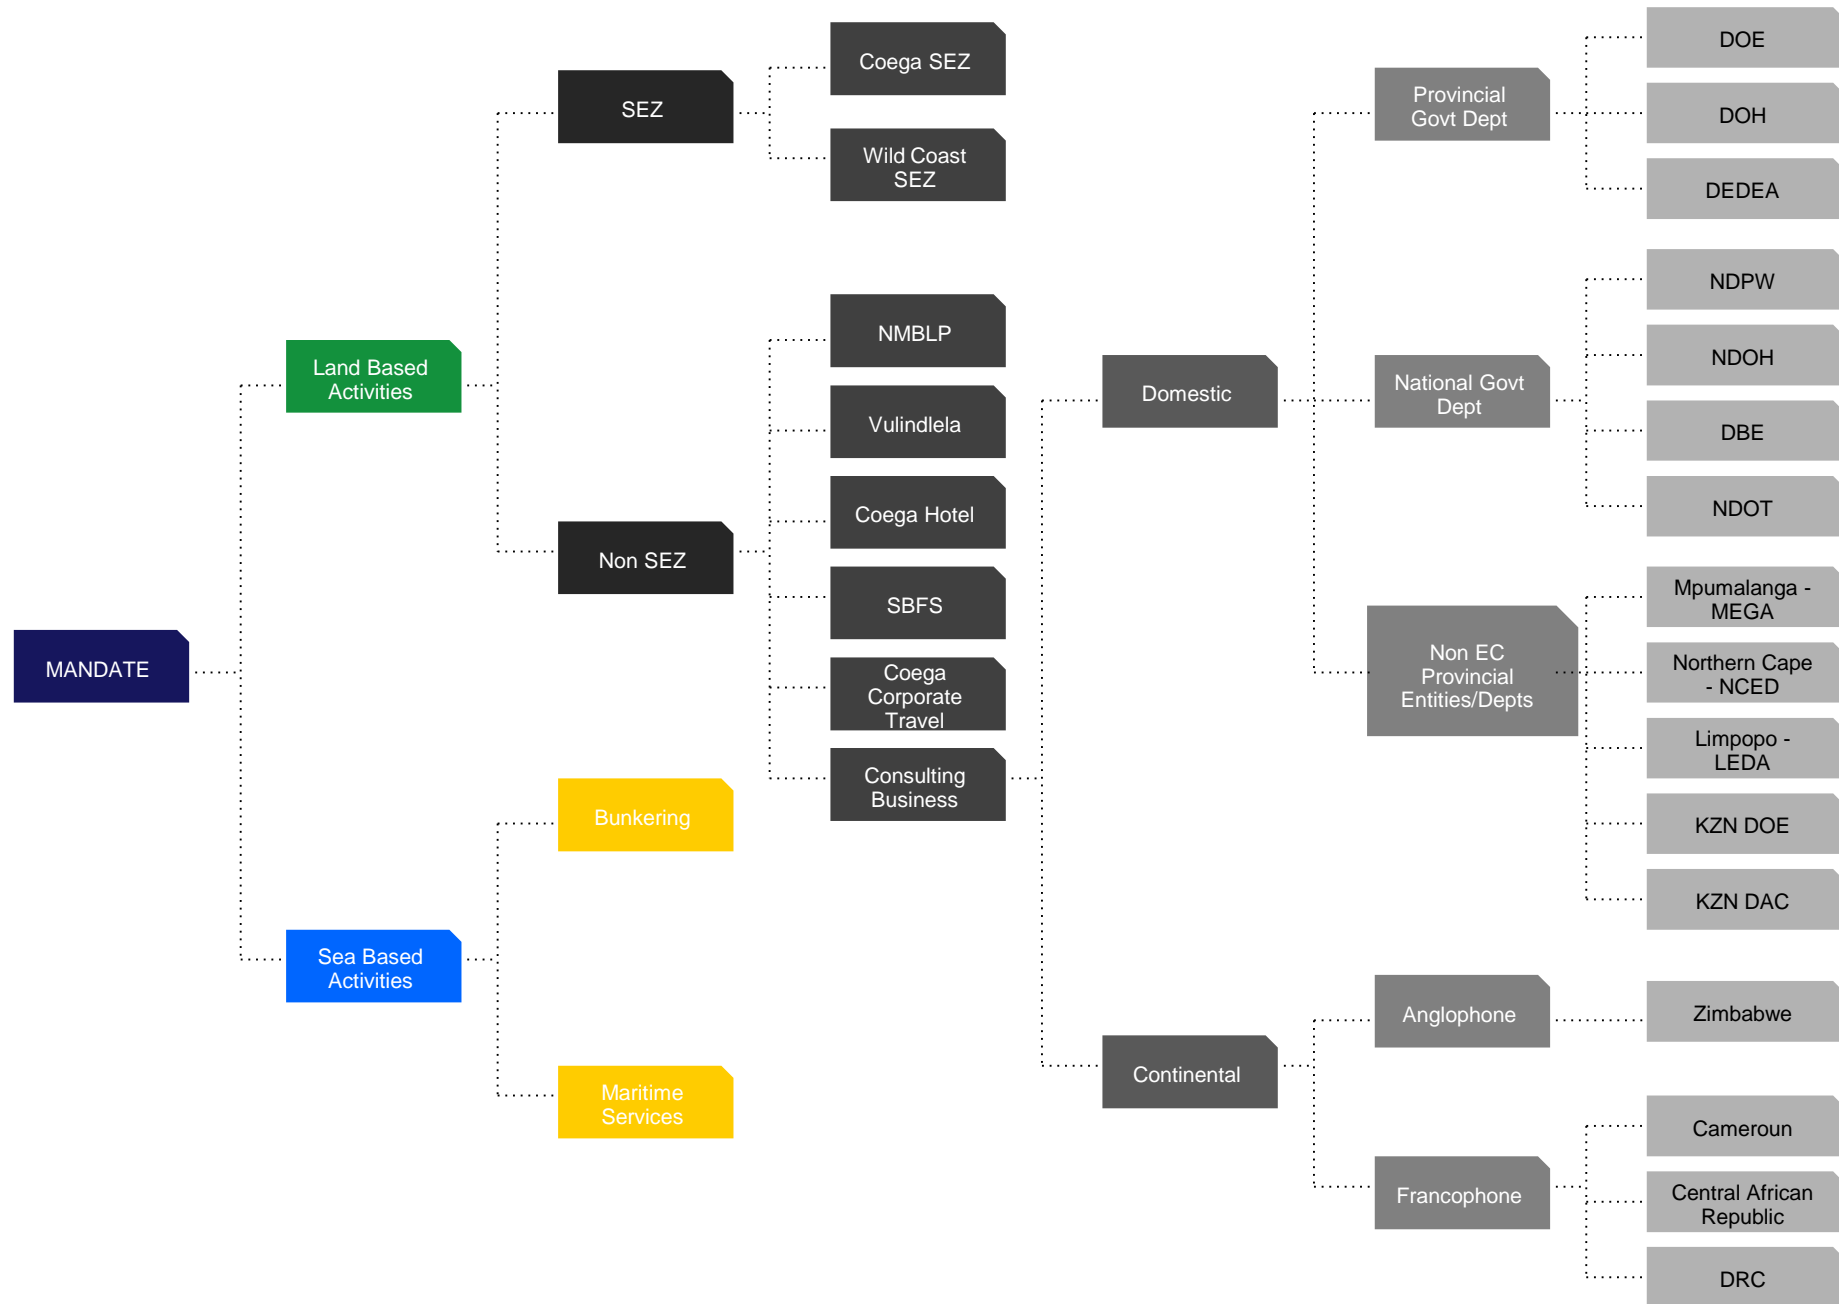 MANDATE
Land Based
Activities
Sea Based
Activities
SEZ
Non SEZ
Bunkering
Maritime
Services
Coega SEZ
Wild Coast
SEZ
NMBLP
Vulindlela
Coega Hotel
SBFS
Coega
Corporate
Travel
Consulting
Business
Domestic
Continental
Provincial
Govt Dept
National Govt
Dept
Non EC
Provincial
Entities/Depts
Anglophone
Francophone
DOE
DOH
DEDEA
NDPW
NDOH
DBE
NDOT
Mpumalanga -
MEGA
Northern Cape
- NCED
Limpopo -
LEDA
KZN DOE
KZN DAC
Zimbabwe
Cameroun
Central African
Republic
DRC